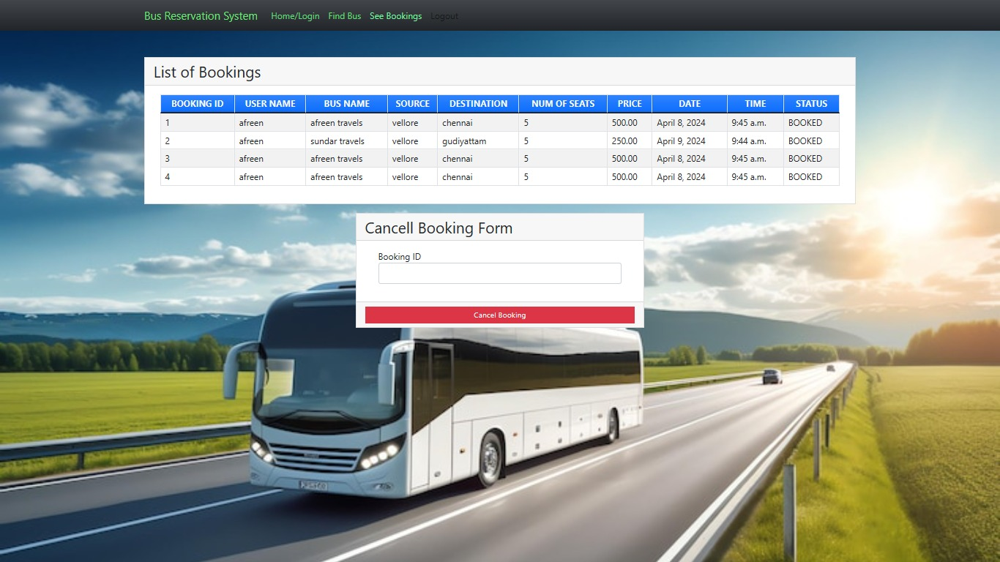 Bus Reservation System Home/Login Find Bus See Bookings Logout
List of Bookings
BOOKING ID USER NAME BUS NAME SOURCE DESTINATION NUM OF SEATS PRICE DATE TIME STATUS
1 afreen afreen travels vellore chennai 5 500.00 April 8, 2024 9:45 a.m. BOOKED
2 afreen sundar travels vellore gudiyattam 5 250.00 April 9, 2024 9:44 a.m. BOOKED
3 afreen afreen travels vellore chennai 5 500.00 April 8, 2024 9:45 a.m. BOOKED
4 afreen afreen travels vellore chennai 5 500.00 April 8, 2024 9:45 a.m. BOOKED
Cancell Booking Form
Booking ID
Cancel Booking